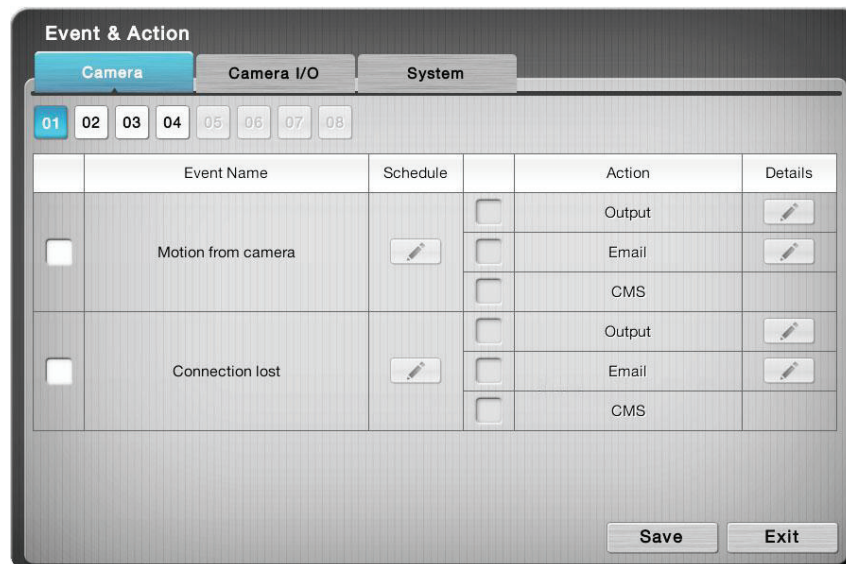 Event & Action
Camera Camera I/O System
01 02 03 04 05 06 07 08
Event Name Schedule Action Details
Output
Motion from camera Email
CMS
Output
Connection lost Email
CMS
Save Exit